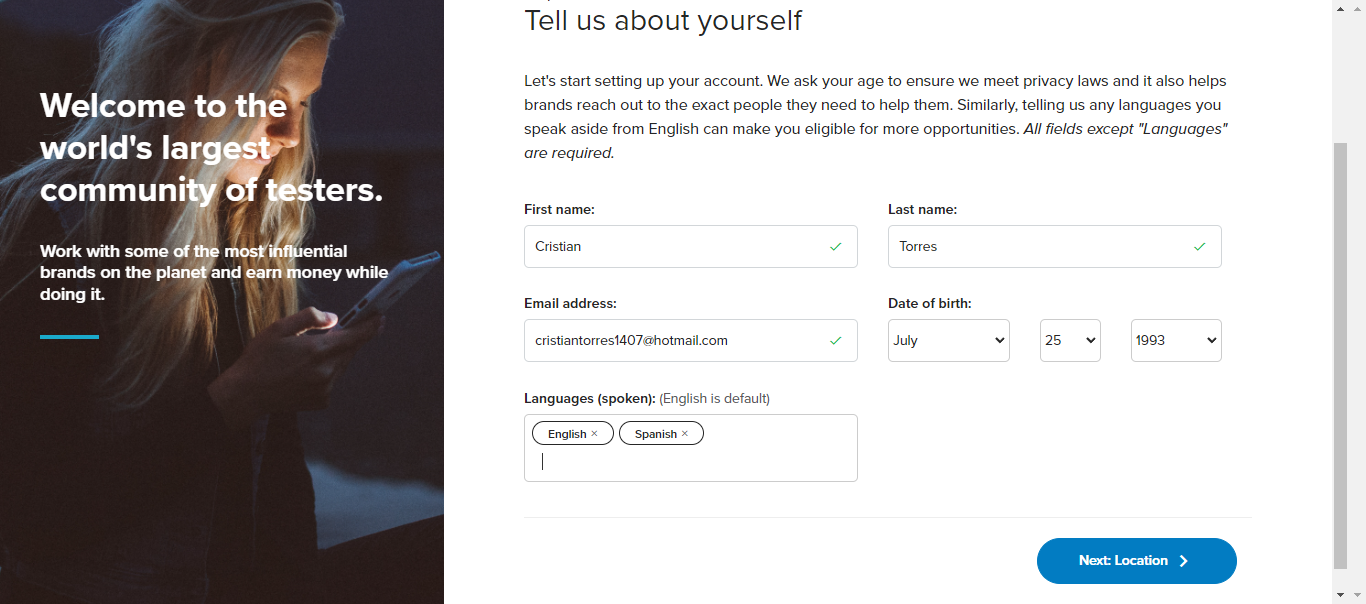 Welcome to the
world's largest
community of testers.
Work with some of the most influential
brands on the planet and earn money while
doing it.
Tell us about yourself
Let's start setting up your account. We ask your age to ensure we meet privacy laws and it also helps
brands reach out to the exact people they need to help them. Similarly, telling us any languages you
speak aside from English can make you eligible for more opportunities. All fields except "Languages"
are required.
First name:
Last name:
Cristian
Torres
Email address:
Date of birth:
cristiantorres1407@hotmail.com
July
25
1993
Languages (spoken): (English is default)
English ×
Spanish ×
Next: Location